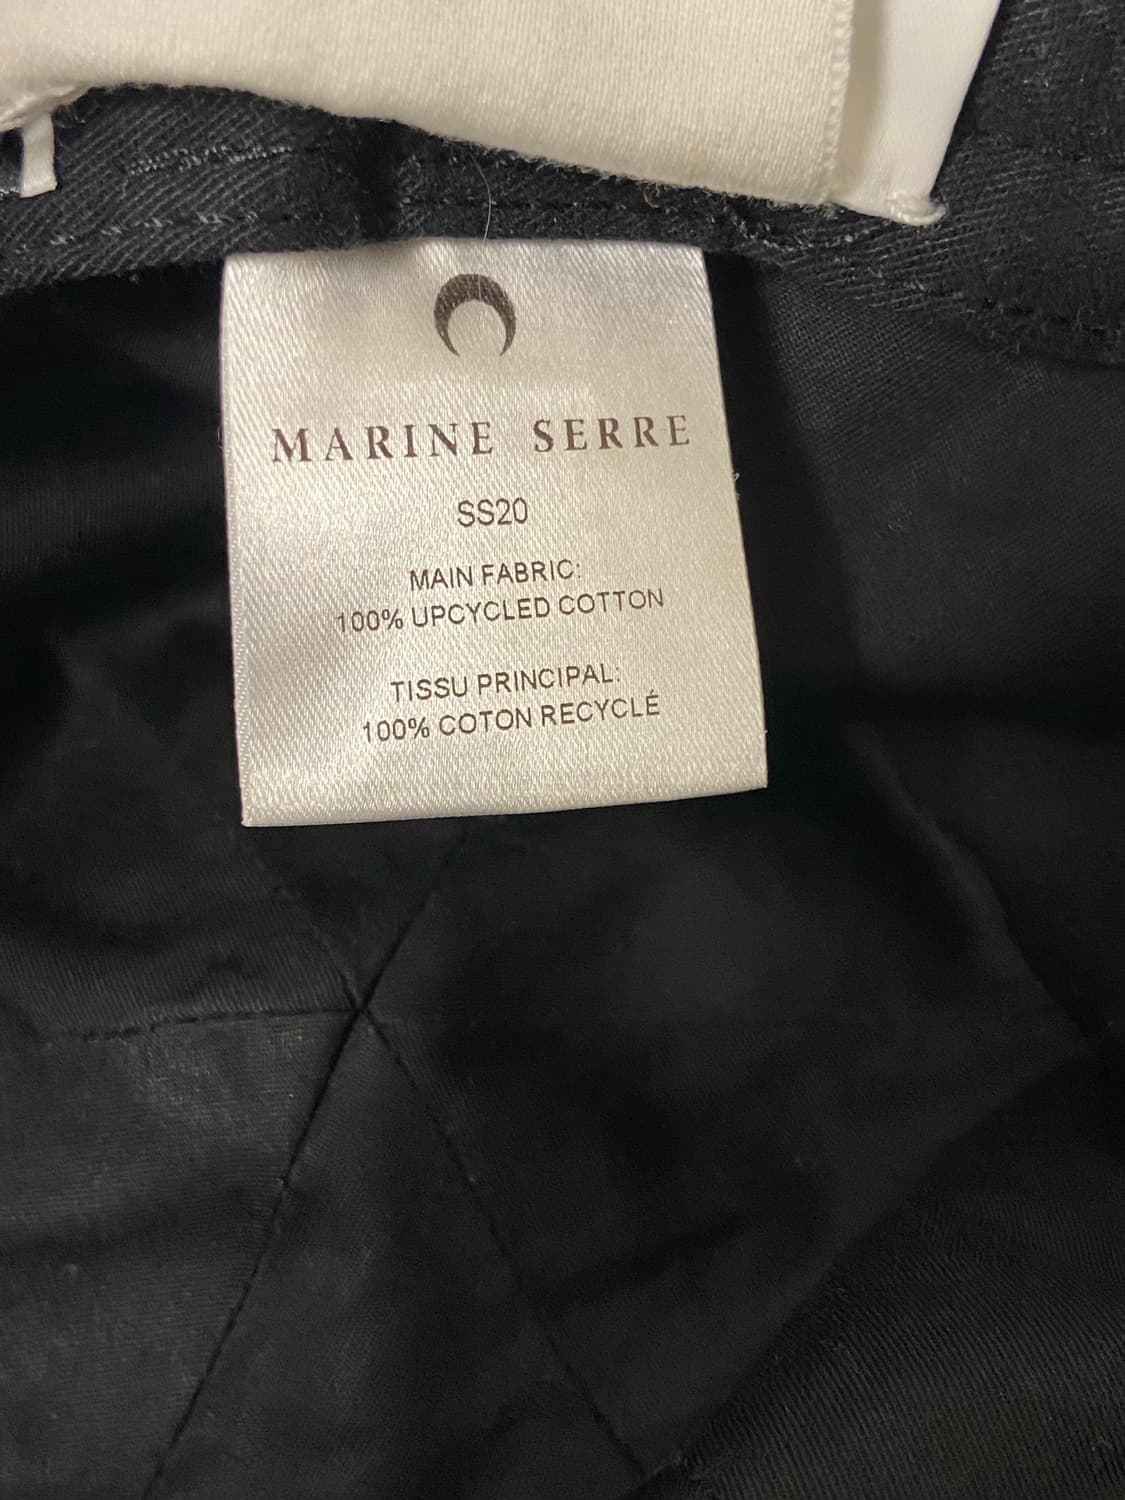 MARINE SERRE
SS20
MAIN FABRIC:
100% UPCYCLED COTTON
TISSU PRINCIPAL:
100% COTON RECYCLÉ